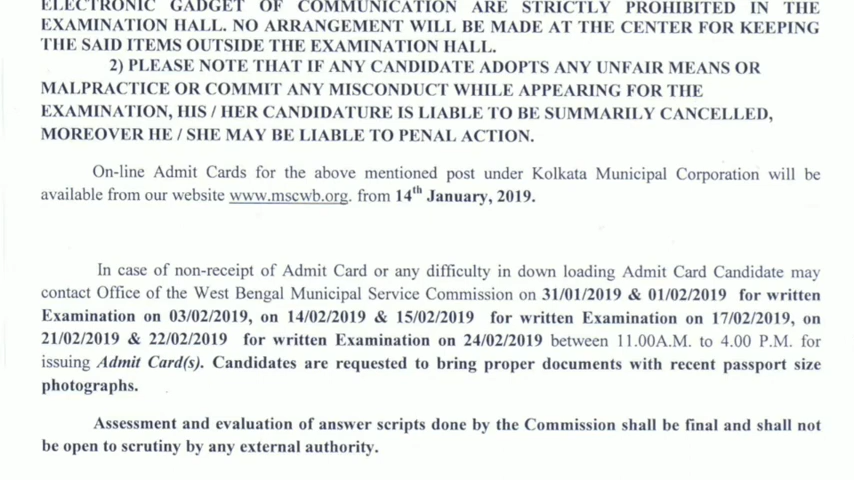 ELECTRONIC GADGET OF COMMUNICATION ARE STRICTLY PROHIBITED IN THE
EXAMINATION HALL. NO ARRANGEMENT WILL BE MADE AT THE CENTER FOR KEEPING
THE SAID ITEMS OUTSIDE THE EXAMINATION HALL.
2) PLEASE NOTE THAT IF ANY CANDIDATE ADOPTS ANY UNFAIR MEANS OR
MALPRACTICE OR COMMIT ANY MISCONDUCT WHILE APPEARING FOR THE
EXAMINATION, HIS / HER CANDIDATURE IS LIABLE TO BE SUMMARILY CANCELLED,
MOREOVER HE / SHE MAY BE LIABLE TO PENAL ACTION.
On-line Admit Cards for the above mentioned post under Kolkata Municipal Corporation will be
available from our website www.mscwb.org. from 14th January, 2019.
In case of non-receipt of Admit Card or any difficulty in down loading Admit Card Candidate may
contact Office of the West Bengal Municipal Service Commission on 31/01/2019 & 01/02/2019 for written
Examination on 03/02/2019, on 14/02/2019 & 15/02/2019 for written Examination on 17/02/2019, on
21/02/2019 & 22/02/2019 for written Examination on 24/02/2019 between 11.00A.M. to 4.00 P.M. for
issuing Admit Card(s). Candidates are requested to bring proper documents with recent passport size
photographs.
Assessment and evaluation of answer scripts done by the Commission shall be final and shall not
be open to scrutiny by any external authority.